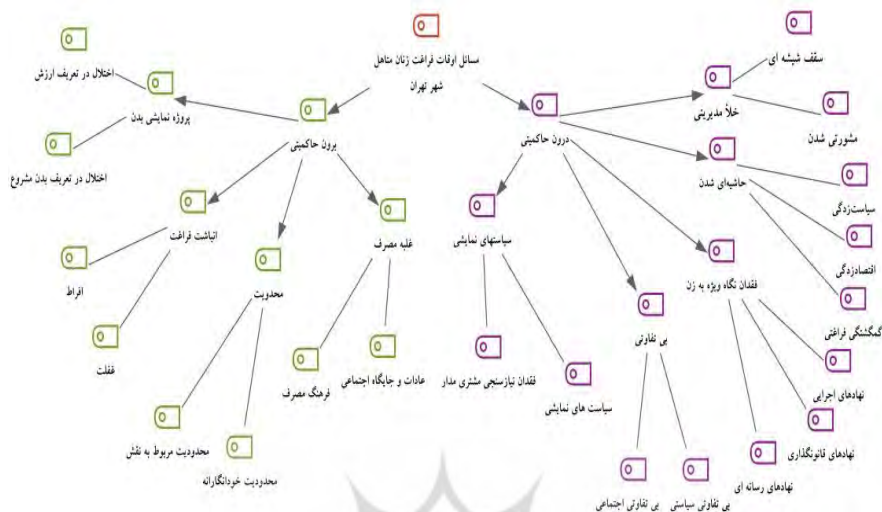 مسائل اوقات فراغت زنان متاهل
شهر تهران
برون حاکمیتی
درون حاکمیتی
پروژه نمایشی بدن
اختلال در تعریف ارزش
اختلال در تعریف بدن مشروع
انباشت فراغت
افراط
غفلت
محدودیت
محدودیت مربوط به نقش
محدودیت خودانگارانه
غلبه مصرف
فرهنگ مصرف
عادات و جایگاه اجتماعی
خلأ مدیریتی
سقف شیشه ای
مشورتی شدن
حاشیه‌ای شدن
سیاست‌زدگی
اقتصادزدگی
گمگشتگی فراغتی
فقدان نگاه ویژه به زن
نهادهای اجرایی
نهادهای قانونگذاری
نهادهای رسانه ای
بی تفاوتی
بی تفاوتی سیاستی
بی تفاوتی اجتماعی
سیاستهای نمایشی
فقدان نیازسنجی مشتری مدار
سیاست های نمایشی